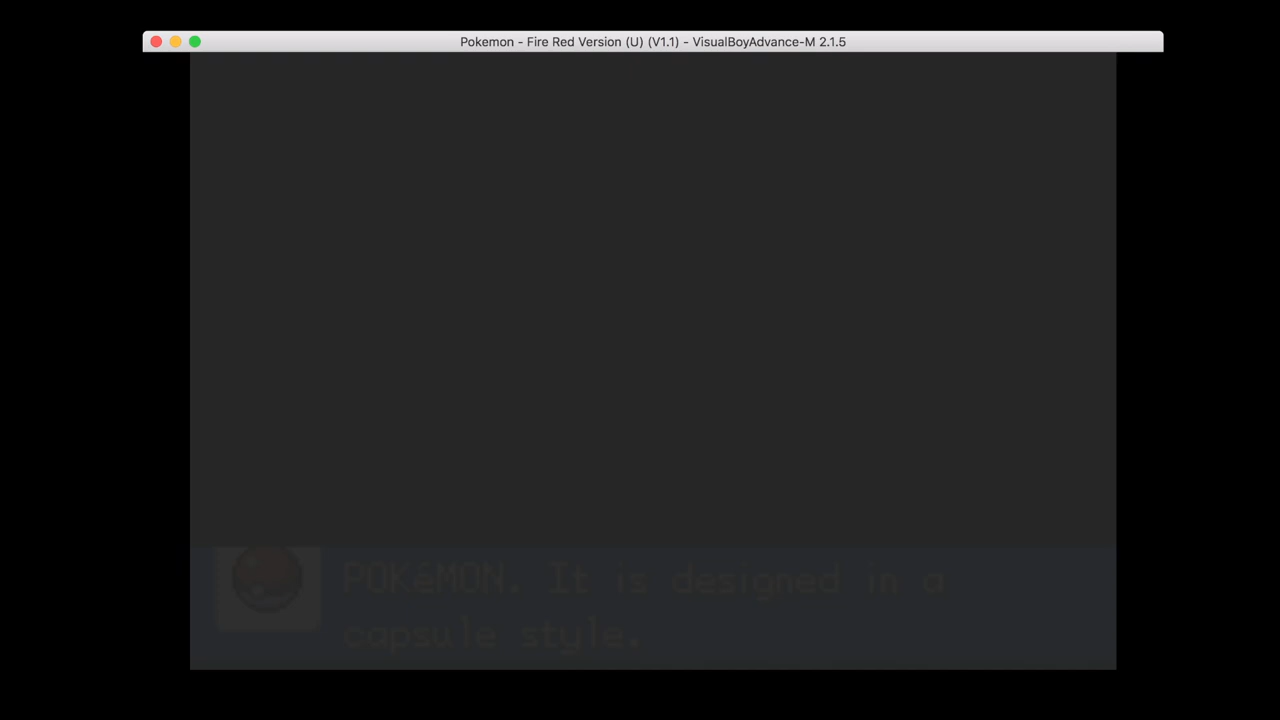 Pokemon - Fire Red Version (U) (V1.1) - VisualBoyAdvance-M 2.1.5
POKéMON. It is designed in a
capsule style.